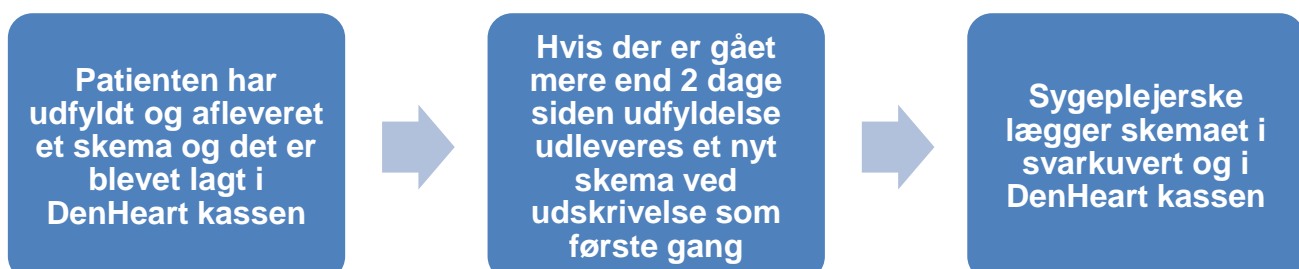 Patienten har
udfyldt og afleveret
et skema og det er
blevet lagt i
DenHeart kassen
Hvis der er gået
mere end 2 dage
siden udfyldelse
udleveres et nyt
skema ved
udskrivelse som
første gang
Sygeplejerske
lægger skemaet i
svarkuvert og i
DenHeart kassen